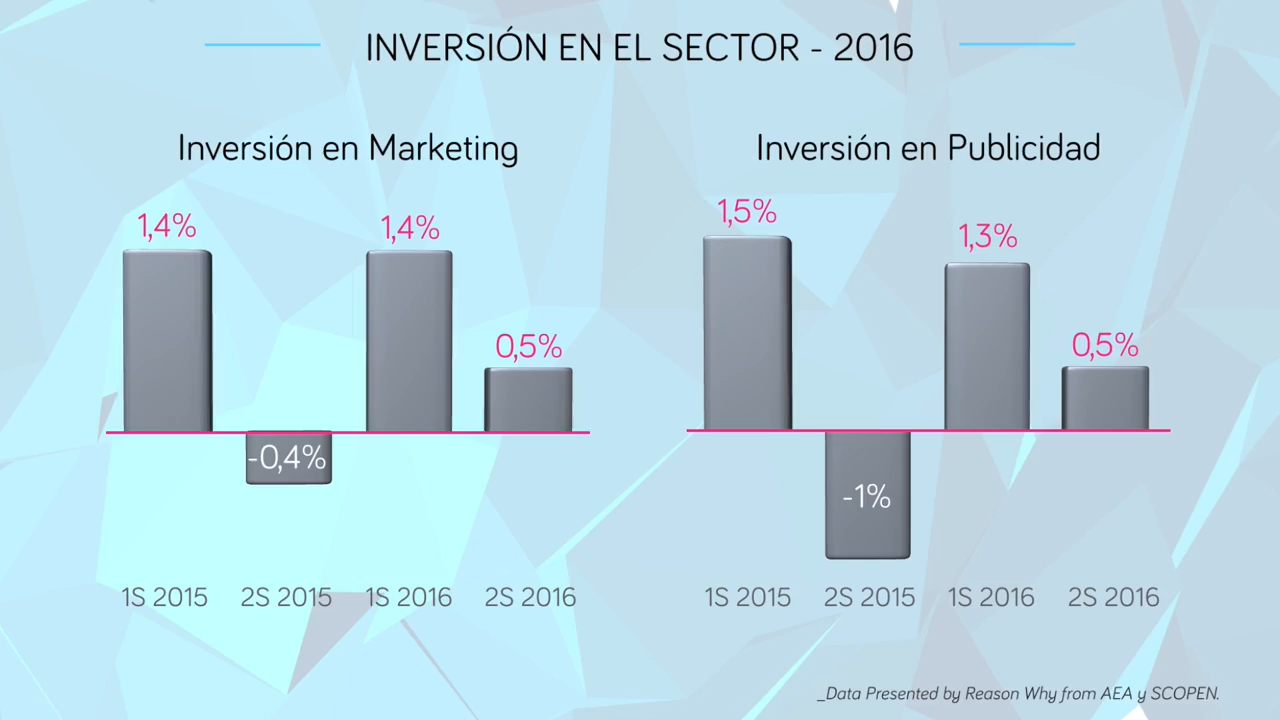 INVERSIÓN EN EL SECTOR - 2016
Inversión en Marketing
1,4%
-0,4%
1,4%
0,5%
1S 2015
2S 2015
1S 2016
2S 2016
Inversión en Publicidad
1,5%
-1%
1,3%
0,5%
1S 2015
2S 2015
1S 2016
2S 2016
_Data Presented by Reason Why from AEA y SCOPEN.